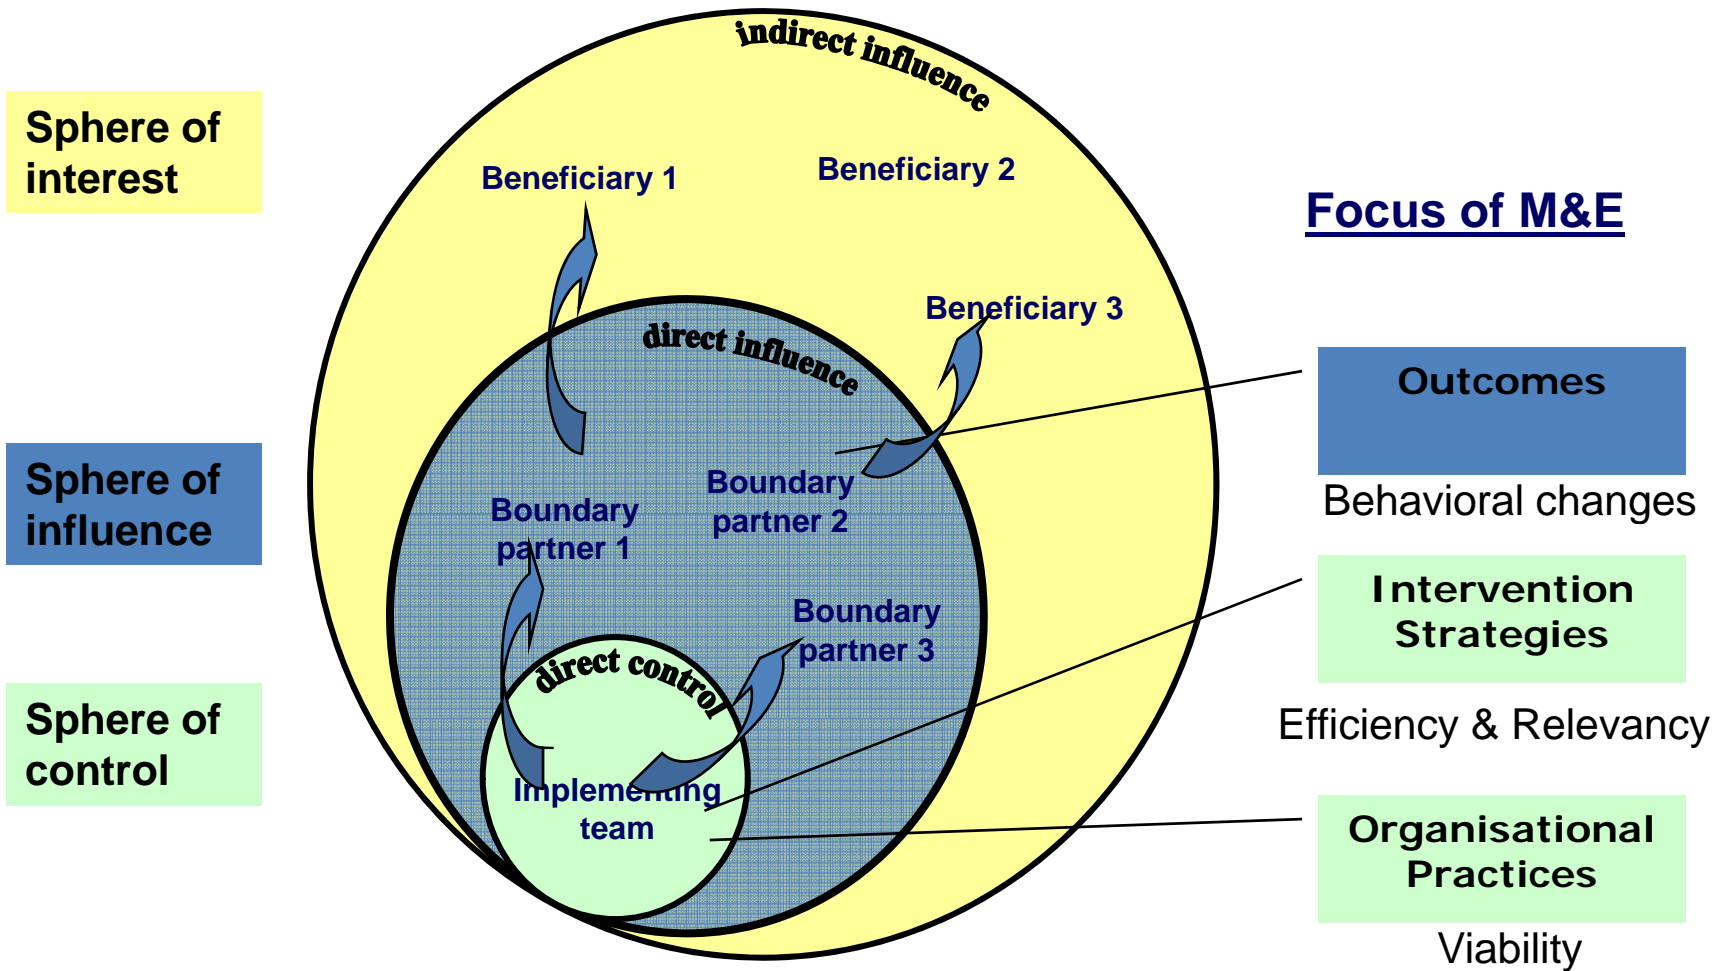 indirect influence
Sphere of
interest
Beneficiary 1
Beneficiary 2
Focus of M&E
Beneficiary 3
direct influence
Outcomes
Behavioral changes
Sphere of
influence
Boundary
partner 1
Boundary
partner 2
Intervention
Strategies
Efficiency & Relevancy
Boundary
partner 3
direct control
Sphere of
control
Implementing
team
Organisational
Practices
Viability